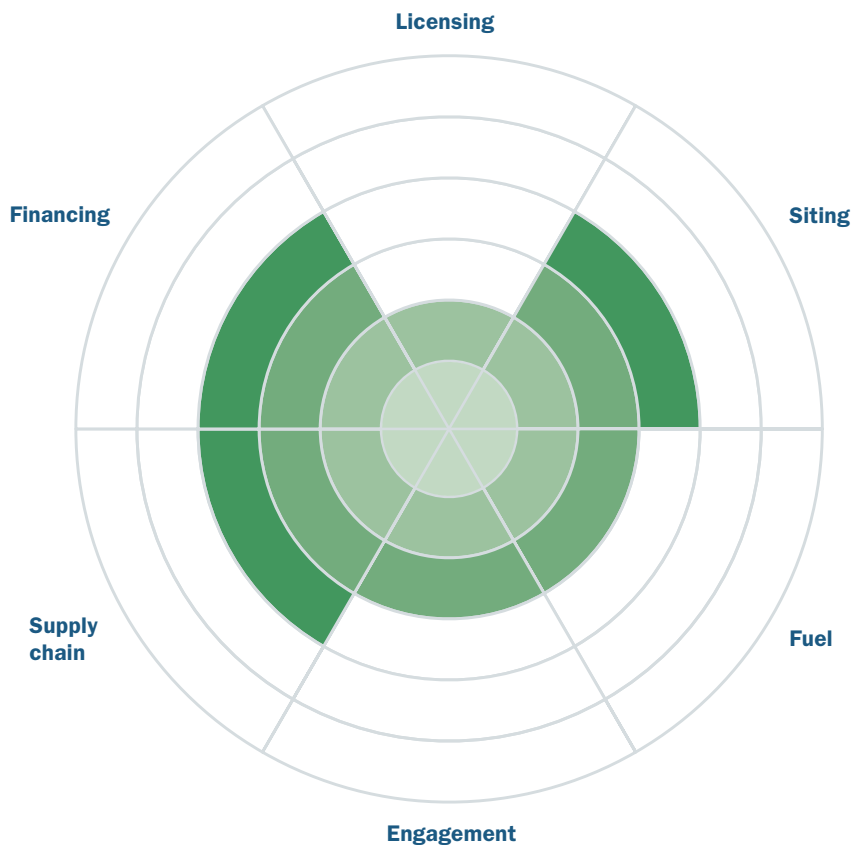 Licensing
Financing
Siting
Supply
chain
Fuel
Engagement